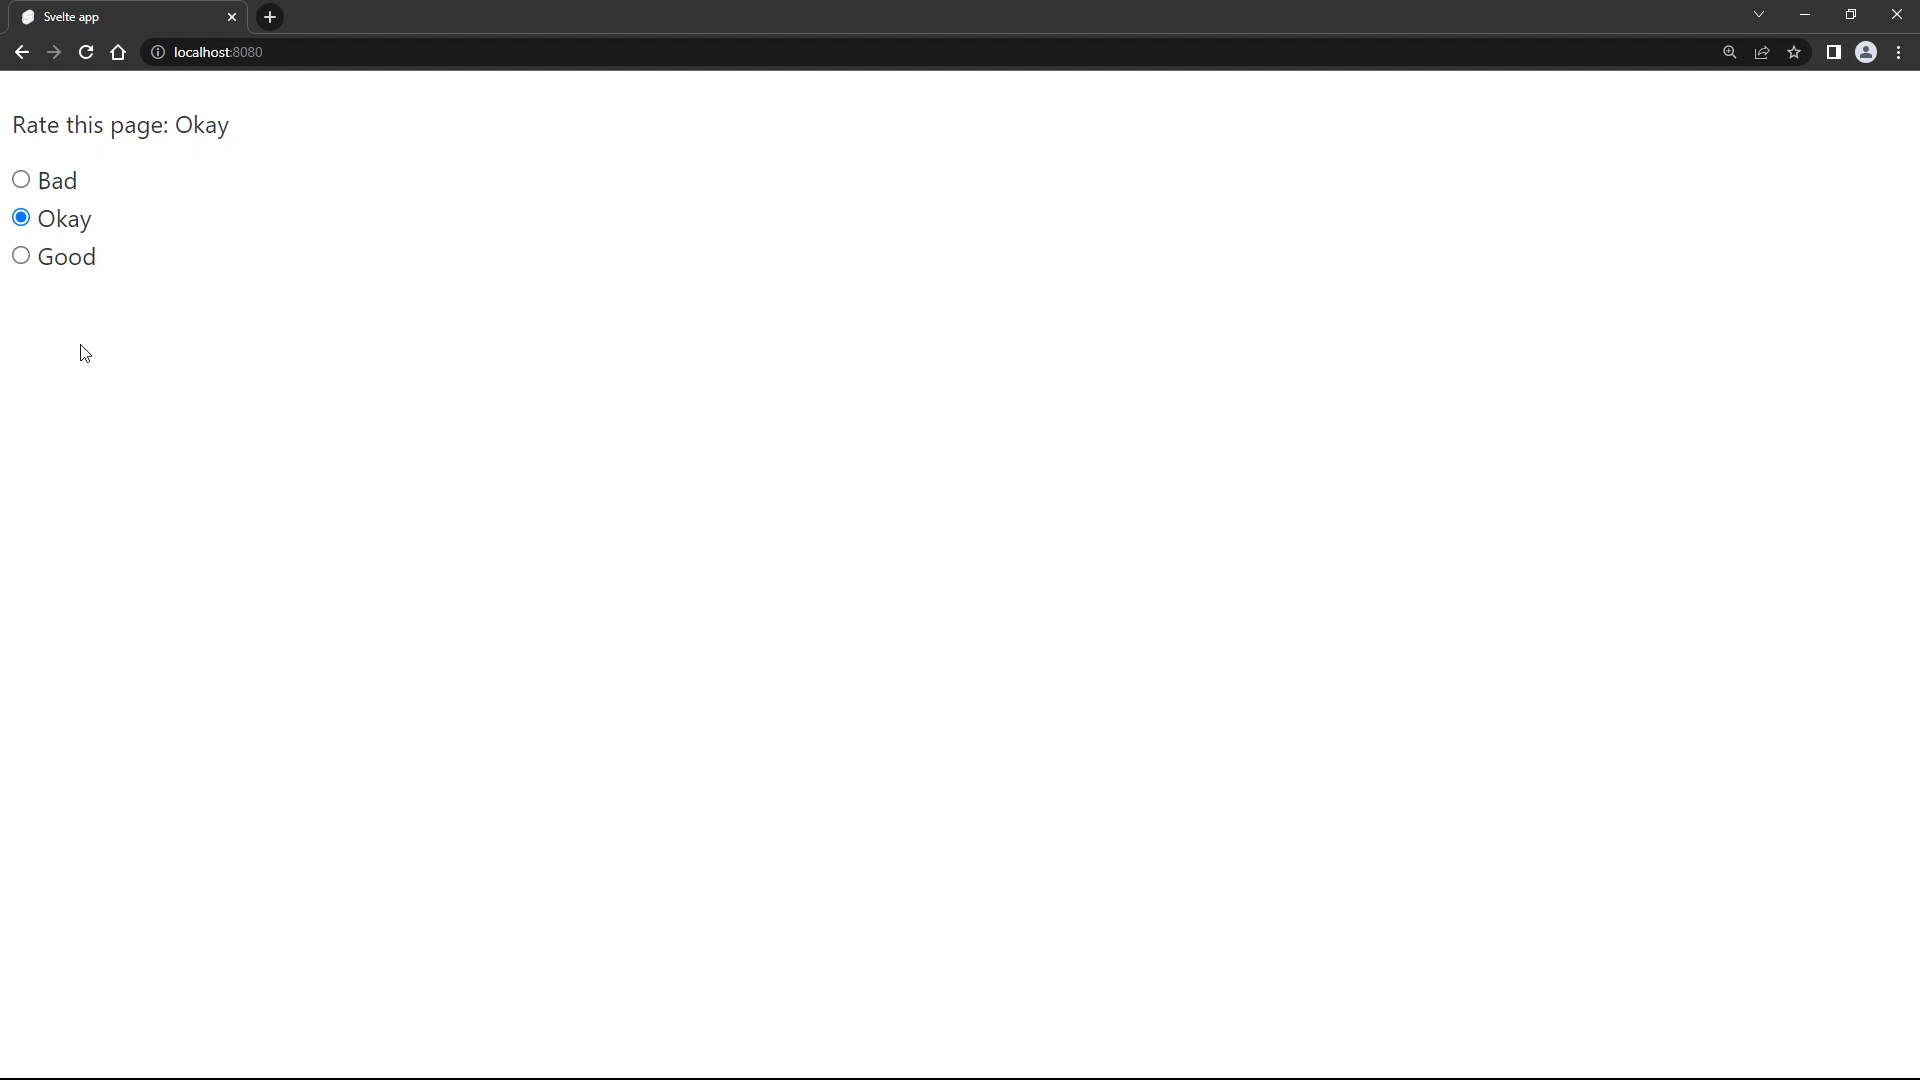 Svelte app
localhost:8080
Rate this page: Okay
Bad
Okay
Good